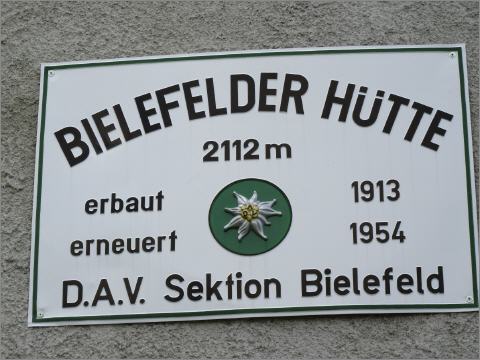 BIELEFELDER HÜTTE
2112 m
erbaut 1913
erneuert 1954
D.A.V. Sektion Bielefeld